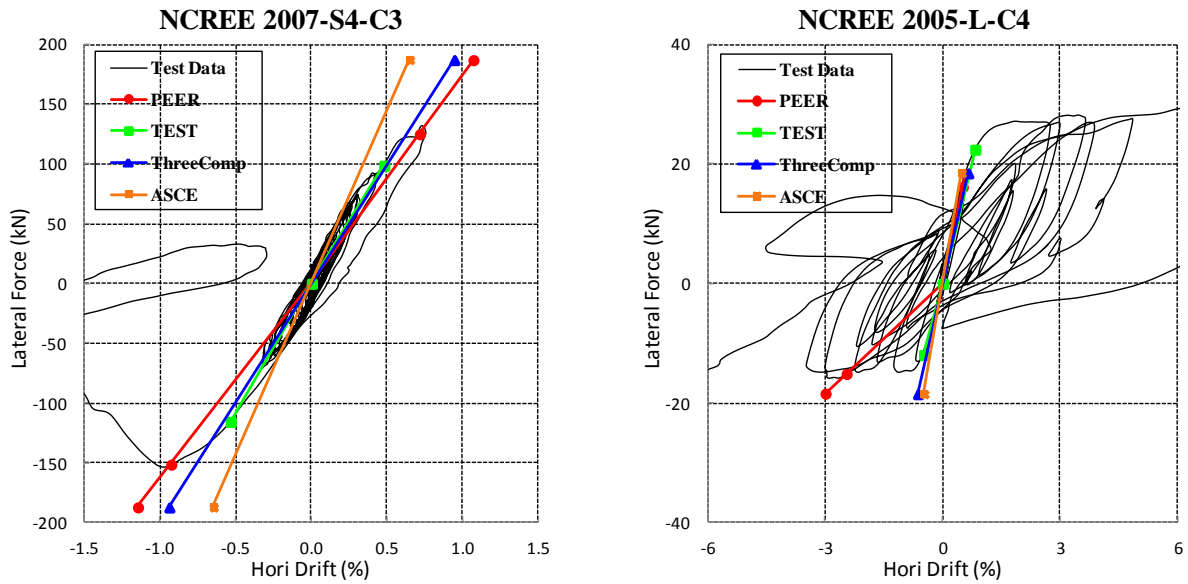 NCREE 2007-S4-C3
200
150
100
50
0
-50
-100
-150
-200
Lateral Force (kN)
Test Data
PEER
TEST
ThreeComp
ASCE
-1.5 -1.0 -0.5 0.0 0.5 1.0 1.5
Hori Drift (%)
NCREE 2005-L-C4
40
20
0
-20
-40
Lateral Force (kN)
Test Data
PEER
TEST
ThreeComp
ASCE
-6 -3 0 3 6
Hori Drift (%)